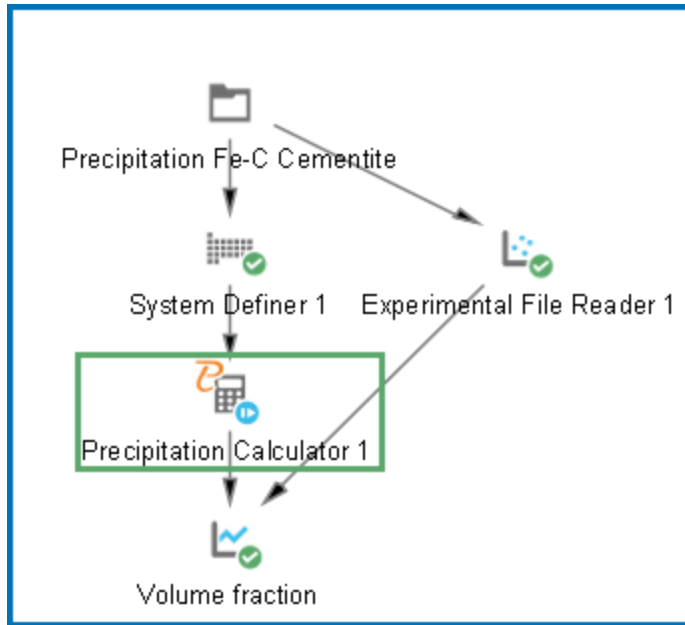 Precipitation Fe-C Cementite
System Definer 1
Experimental File Reader 1
Precipitation Calculator 1
Volume fraction